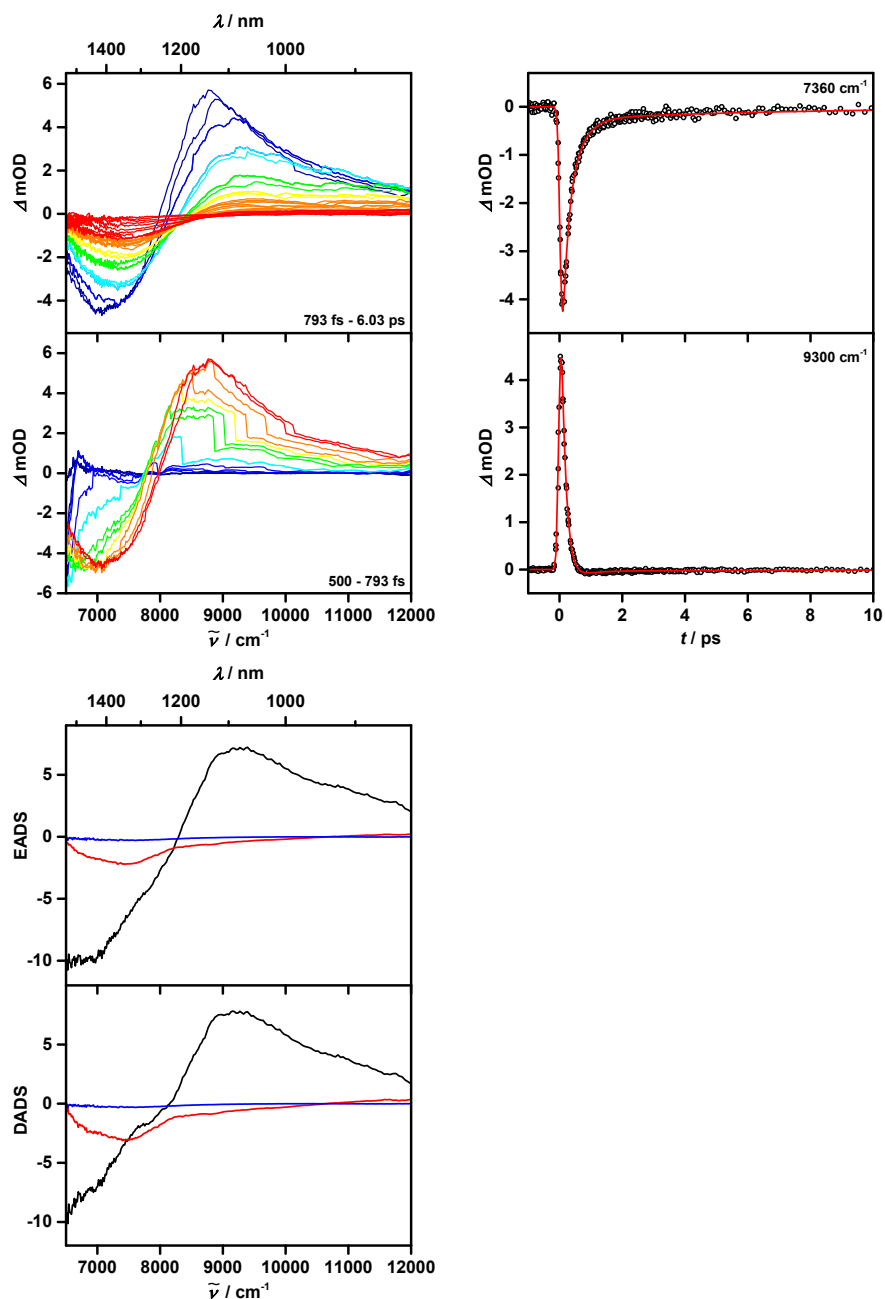 λ / nm
1400 1200 1000
6
4
2
0
-2
-4
Δ mOD
793 fs - 6.03 ps
6
4
2
0
-2
-4
-6
Δ mOD
500 - 793 fs
7000 8000 9000 10000 11000 12000
ṽ / cm⁻¹
0
-1
-2
-3
-4
Δ mOD
7360 cm⁻¹
4
3
2
1
0
Δ mOD
9300 cm⁻¹
0 2 4 6 8 10
t / ps
λ / nm
1400 1200 1000
5
0
-5
-10
EADS
5
0
-5
-10
DADS
7000 8000 9000 10000 11000 12000
ṽ / cm⁻¹